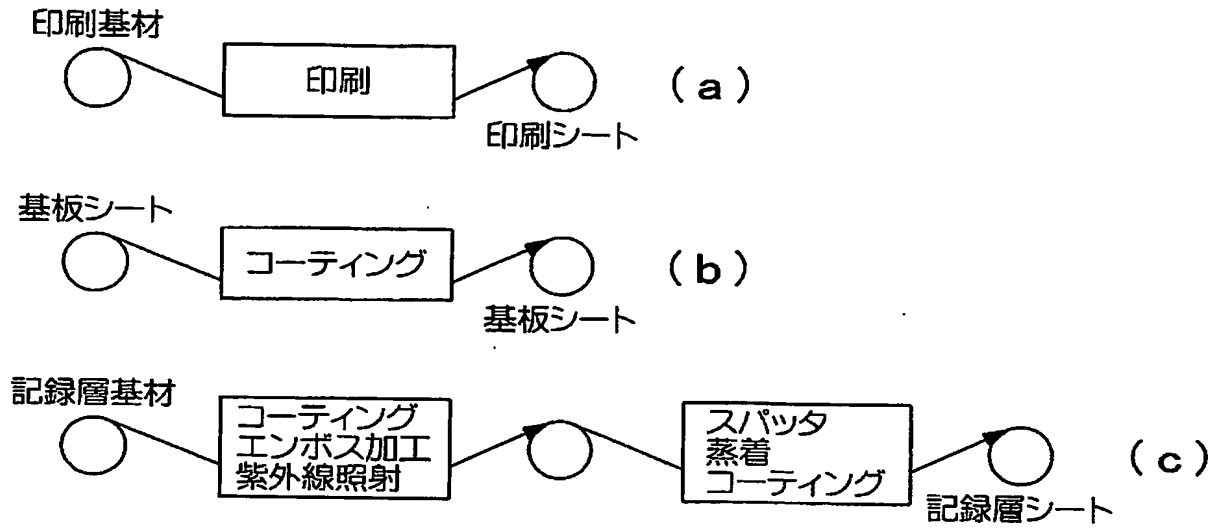 印刷基材
印刷
印刷シート
(a)
基板シート
コーティング
基板シート
(b)
記録層基材
コーティング
エンボス加工
紫外線照射
スパッタ
蒸着
コーティング
記録層シート
(c)